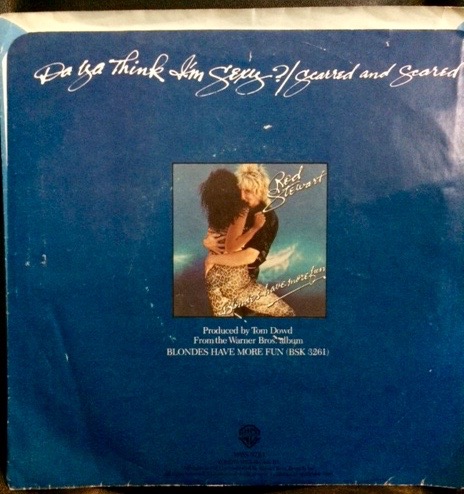 Da Ya Think I'm Sexy?/Scarred and Scored
Rod
Stewart
Blondes have more fun
Produced by Tom Dowd
From the Warner Bros. album
BLONDES HAVE MORE FUN (BSK 3261)